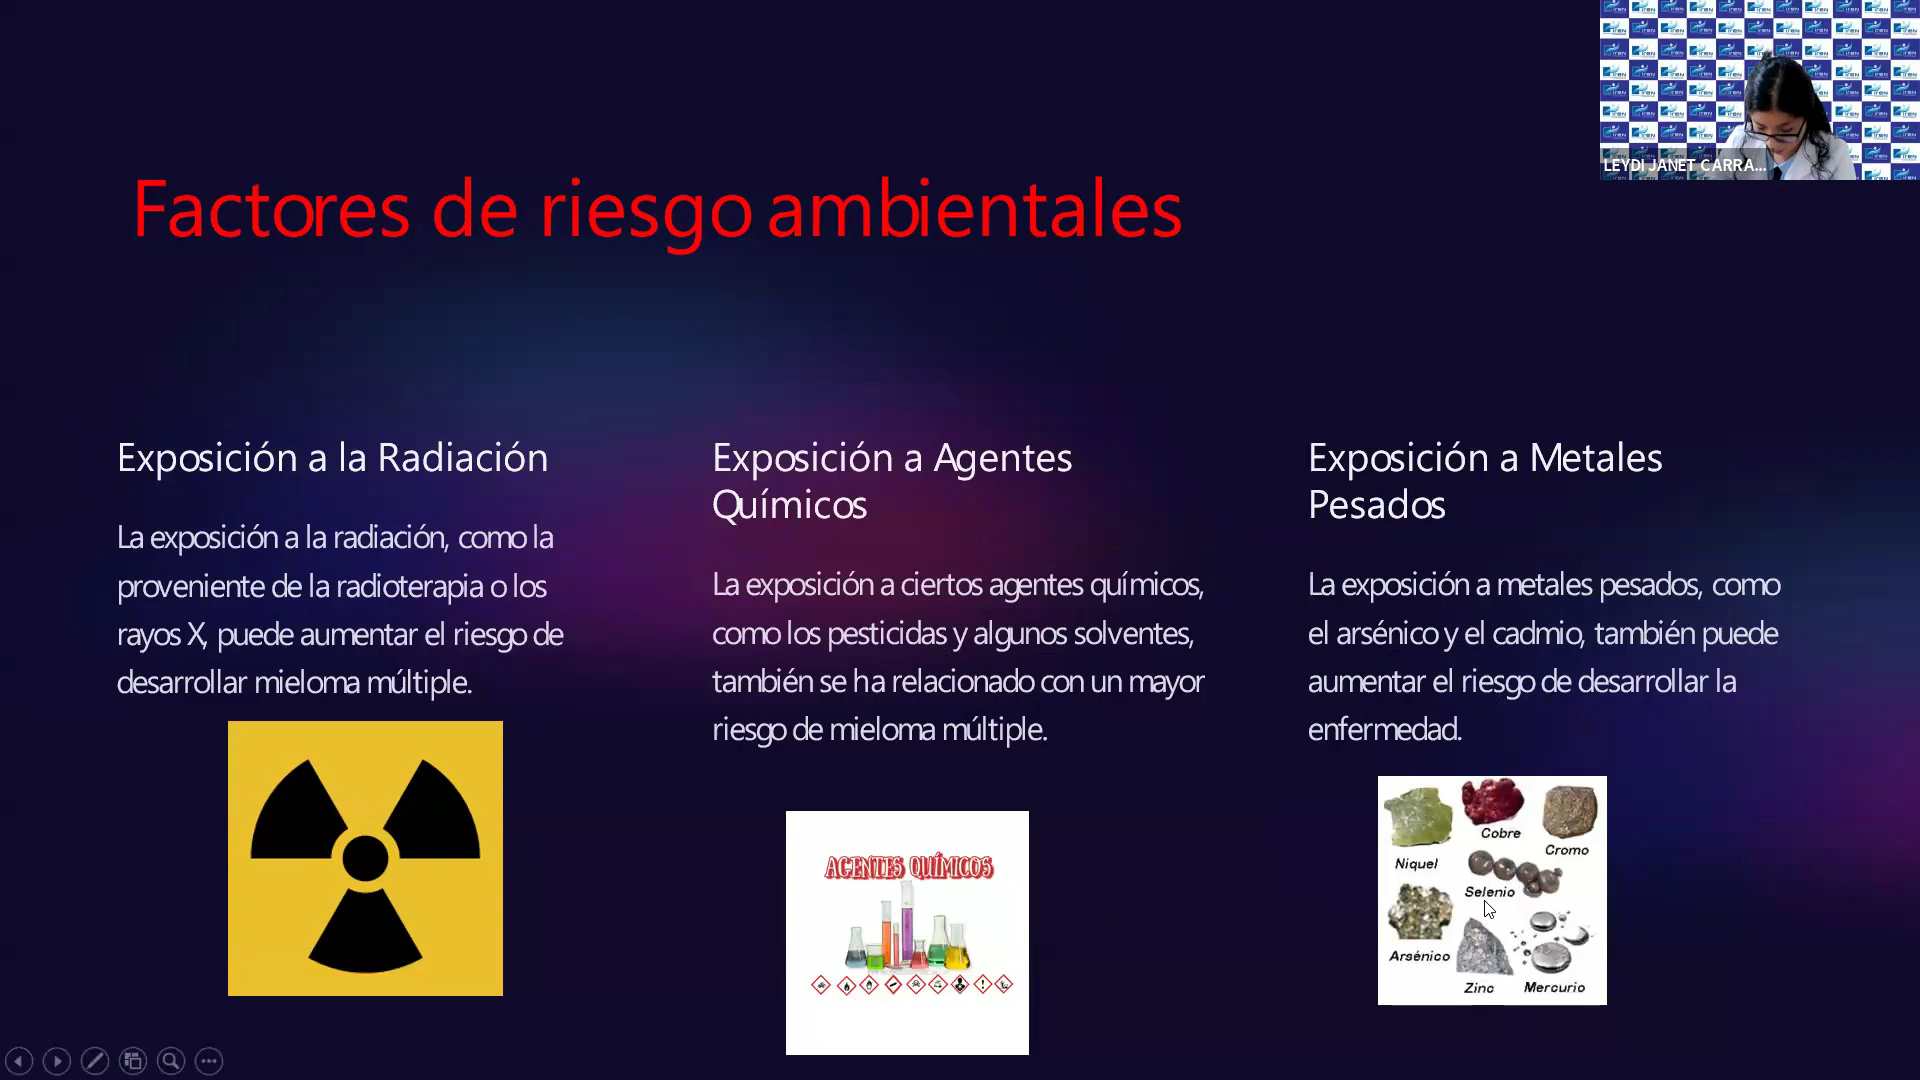 LEYDI JANET CARRA...
Factores de riesgo ambientales
Exposición a la Radiación
La exposición a la radiación, como la
proveniente de la radioterapia o los
rayos X, puede aumentar el riesgo de
desarrollar mieloma múltiple.
Exposición a Agentes
Químicos
La exposición a ciertos agentes químicos,
como los pesticidas y algunos solventes,
también se ha relacionado con un mayor
riesgo de mieloma múltiple.
AGENTES QUÍMICOS
Exposición a Metales
Pesados
La exposición a metales pesados, como
el arsénico y el cadmio, también puede
aumentar el riesgo de desarrollar la
enfermedad.
Cobre
Cromo
Niquel
Selenio
Arsénico
Zinc
Mercurio